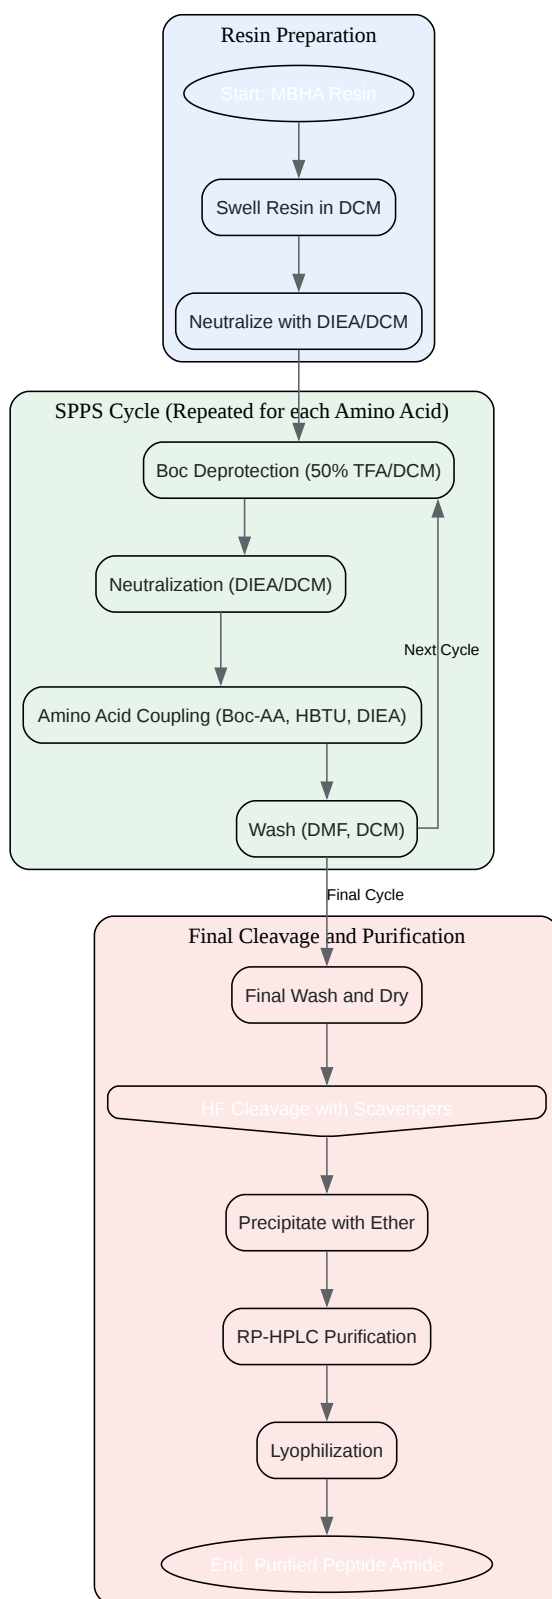 Resin Preparation
Start: MBHA Resin
Swell Resin in DCM
Neutralize with DIEA/DCM
SPPS Cycle (Repeated for each Amino Acid)
Boc Deprotection (50% TFA/DCM)
Neutralization (DIEA/DCM)
Next Cycle
Amino Acid Coupling (Boc-AA, HBTU, DIEA)
Wash (DMF, DCM)
Final Cycle
Final Cleavage and Purification
Final Wash and Dry
HF Cleavage with Scavengers
Precipitate with Ether
RP-HPLC Purification
Lyophilization
End: Purified Peptide Amide